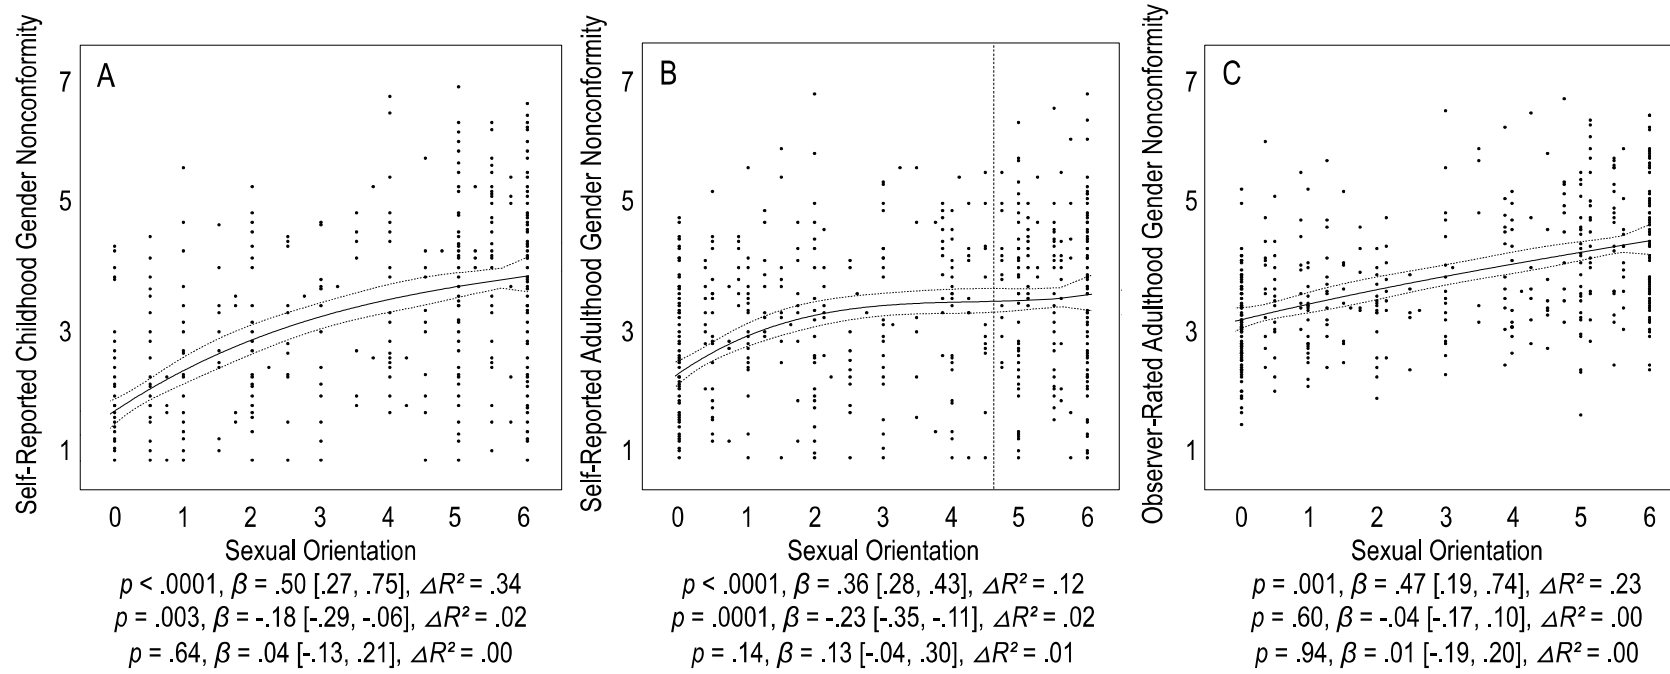 Self-Reported Childhood Gender Nonconformity
A
7
5
3
1
0 1 2 3 4 5 6
Sexual Orientation
p < .0001, β = .50 [.27, .75], ΔR² = .34
p = .003, β = -.18 [-.29, -.06], ΔR² = .02
p = .64, β = .04 [-.13, .21], ΔR² = .00
Self-Reported Adulthood Gender Nonconformity
B
7
5
3
1
0 1 2 3 4 5 6
Sexual Orientation
p < .0001, β = .36 [.28, .43], ΔR² = .12
p = .0001, β = -.23 [-.35, -.11], ΔR² = .02
p = .14, β = .13 [-.04, .30], ΔR² = .01
Observer-Rated Adulthood Gender Nonconformity
C
7
5
3
1
0 1 2 3 4 5 6
Sexual Orientation
p = .001, β = .47 [.19, .74], ΔR² = .23
p = .60, β = -.04 [-.17, .10], ΔR² = .00
p = .94, β = .01 [-.19, .20], ΔR² = .00